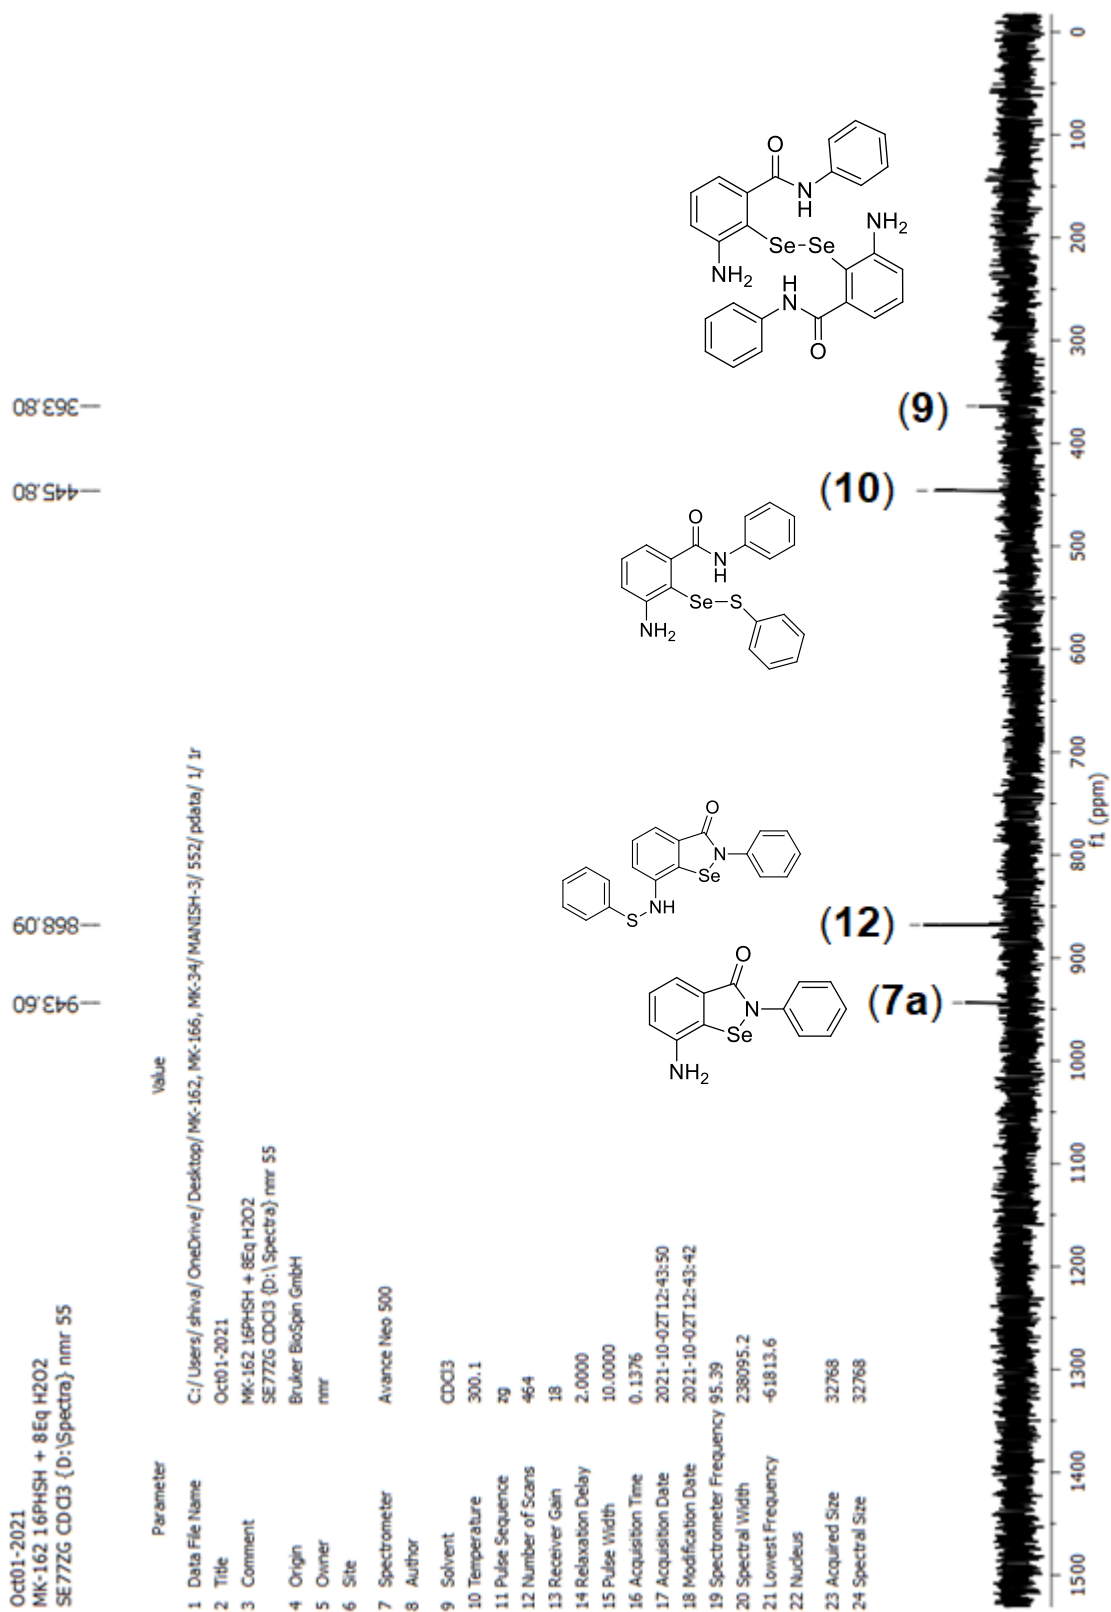 Oct01-2021
MK-162 16PHSH + 8Eq H2O2
SE77ZG CDCl3 {D:\Spectra} nmr 55
Parameter Value
1 Data File Name C:/Users/shiva/OneDrive/Desktop/MK-162, MK-166, MK-34/MANISH-3/552/pdata/1/1r
2 Title Oct01-2021
3 Comment MK-162 16PHSH + 8Eq H2O2
SE77ZG CDCl3 {D:\Spectra} nmr 55
4 Origin Bruker BioSpin GmbH
5 Owner nmr
6 Site
7 Spectrometer Avance Neo 500
8 Author
9 Solvent CDCl3
10 Temperature 300.1
11 Pulse Sequence zg
12 Number of Scans 464
13 Receiver Gain 18
14 Relaxation Delay 2.0000
15 Pulse Width 10.0000
16 Acquisition Time 0.1376
17 Acquisition Date 2021-10-02T12:43:50
18 Modification Date 2021-10-02T12:43:42
19 Spectrometer Frequency 95.39
20 Spectral Width 238095.2
21 Lowest Frequency -61813.6
22 Nucleus
23 Acquired Size 32768
24 Spectral Size 32768
943.60
868.09
445.80
363.80
O
N
H
Se-Se
NH2
NH2
H
N
O
(9)
(10)
O
N
H
Se-S
NH2
O
N
Se
NH
S
(12)
O
N
Se
NH2
(7a)
1500 1400 1300 1200 1100 1000 900 800 700 600 500 400 300 200 100 0
f1 (ppm)